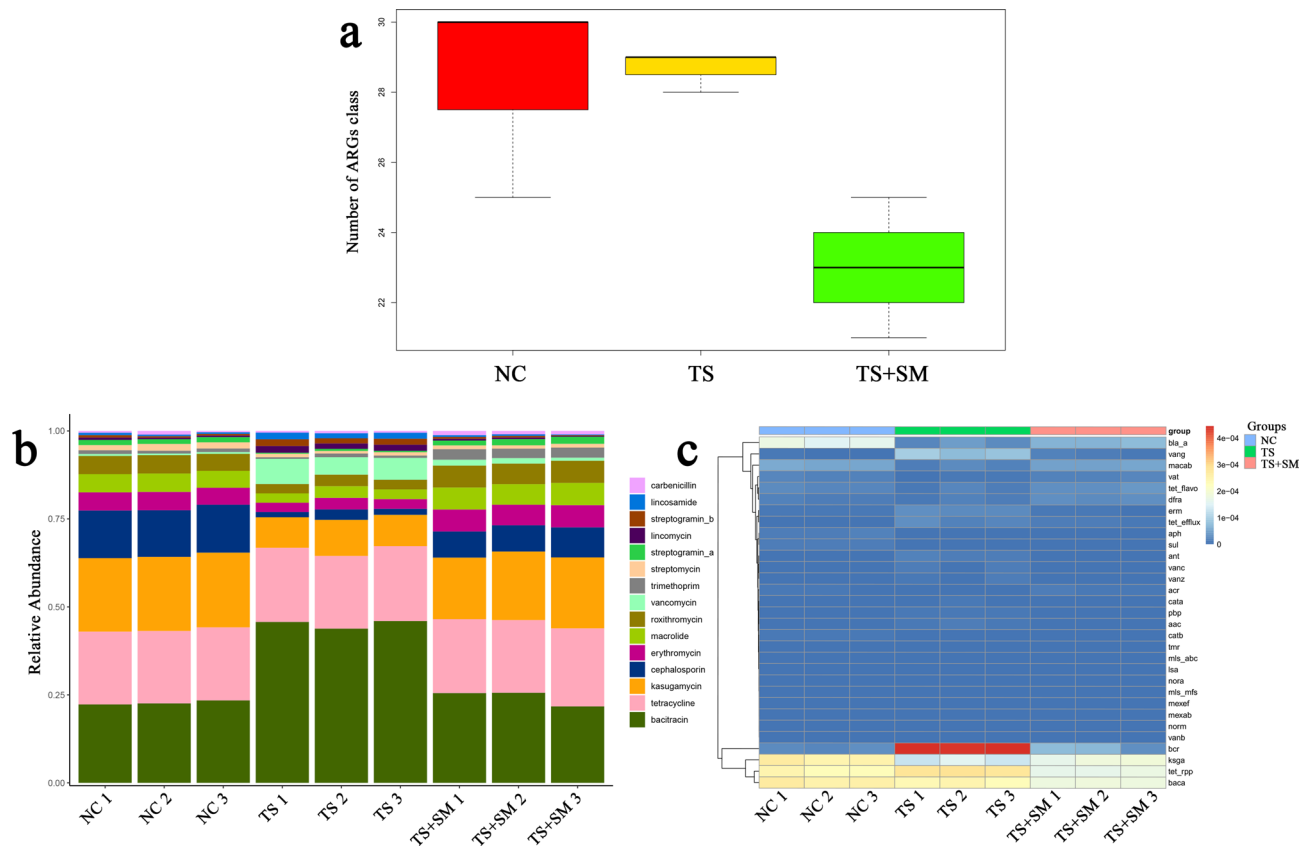 a
Number of ARGs class
30
28
26
24
22
NC
TS
TS+SM
b
Relative Abundance
1.00
0.75
0.50
0.25
0.00
NC 1
NC 2
NC 3
TS 1
TS 2
TS 3
TS+SM 1
TS+SM 2
TS+SM 3
carbenicillin
lincosamide
streptogramin_b
lincomycin
streptogramin_a
streptomycin
trimethoprim
vancomycin
roxithromycin
macrolide
erythromycin
cephalosporin
kasugamycin
tetracycline
bacitracin
c
group
bla_a
vang
macab
vat
tet_flavo
dfra
erm
tet_efflux
aph
sul
ant
vanc
vanz
acr
cata
pbp
aac
catb
tmr
mls_abc
lsa
nora
mls_mfs
mexef
mexab
norm
vanb
bcr
ksga
tet_rpp
baca
NC 1
NC 2
NC 3
TS 1
TS 2
TS 3
TS+SM 1
TS+SM 2
TS+SM 3
4e-04
3e-04
2e-04
1e-04
0
Groups
NC
TS
TS+SM